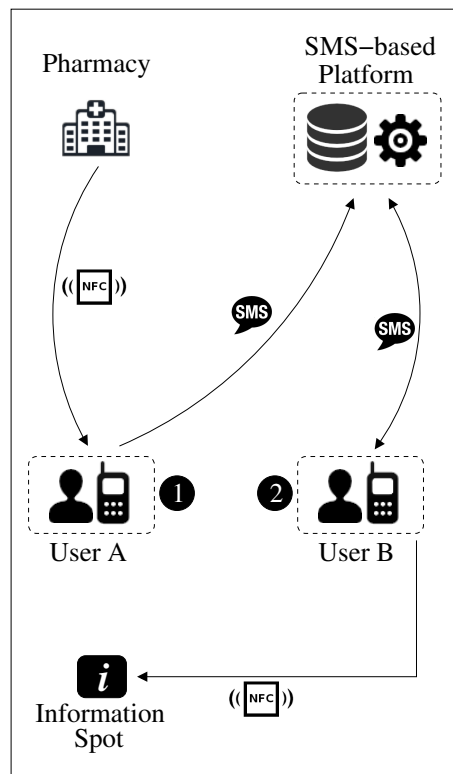 Pharmacy
SMS−based
Platform
((NFC))
SMS
SMS
1
2
User A
User B
i
Information
Spot
((NFC))